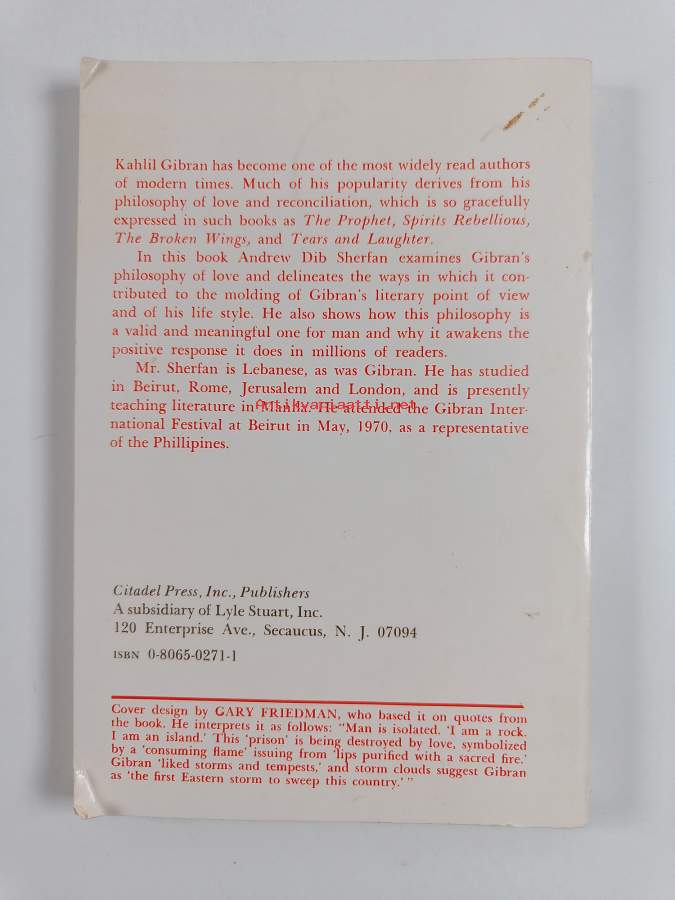 Kahlil Gibran has become one of the most widely read authors
of modern times. Much of his popularity derives from his
philosophy of love and reconciliation, which is so gracefully
expressed in such books as The Prophet, Spirits Rebellious,
The Broken Wings, and Tears and Laughter.
In this book Andrew Dib Sherfan examines Gibran's
philosophy of love and delineates the ways in which it con-
tributed to the molding of Gibran's literary point of view
and of his life style. He also shows how this philosophy is
a valid and meaningful one for man and why it awakens the
positive response it does in millions of readers.
Mr. Sherfan is Lebanese, as was Gibran. He has studied
in Beirut, Rome, Jerusalem and London, and is presently
teaching literature in Manila. He attended the Gibran Inter-
antikvariaatti.net
national Festival at Beirut in May, 1970, as a representative
of the Phillipines.
Citadel Press, Inc., Publishers
A subsidiary of Lyle Stuart, Inc.
120 Enterprise Ave., Secaucus, N. J. 07094
ISBN 0-8065-0271-1
Cover design by GARY FRIEDMAN, who based it on quotes from
the book. He interprets it as follows: "Man is isolated. 'I am a rock.
I am an island.' This 'prison' is being destroyed by love, symbolized
by a 'consuming flame' issuing from 'lips purified with a sacred fire.'
Gibran 'liked storms and tempests,' and storm clouds suggest Gibran
as 'the first Eastern storm to sweep this country.' "